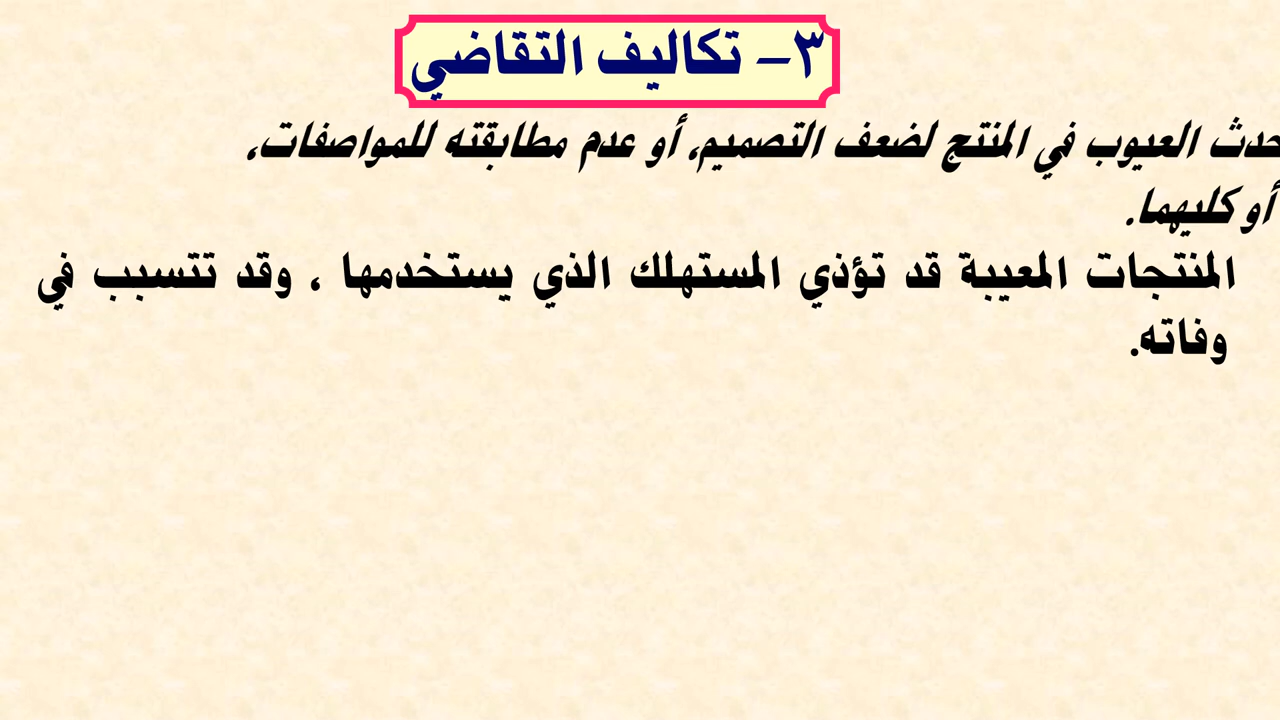 ٣- تكاليف التقاضي
حدث العيوب في المنتج لضعف التصميم، أو عدم مطابقته للمواصفات،
أو كليهما.
المنتجات المعيبة قد تؤذي المستهلك الذي يستخدمها ، وقد تتسبب في
وفاته.